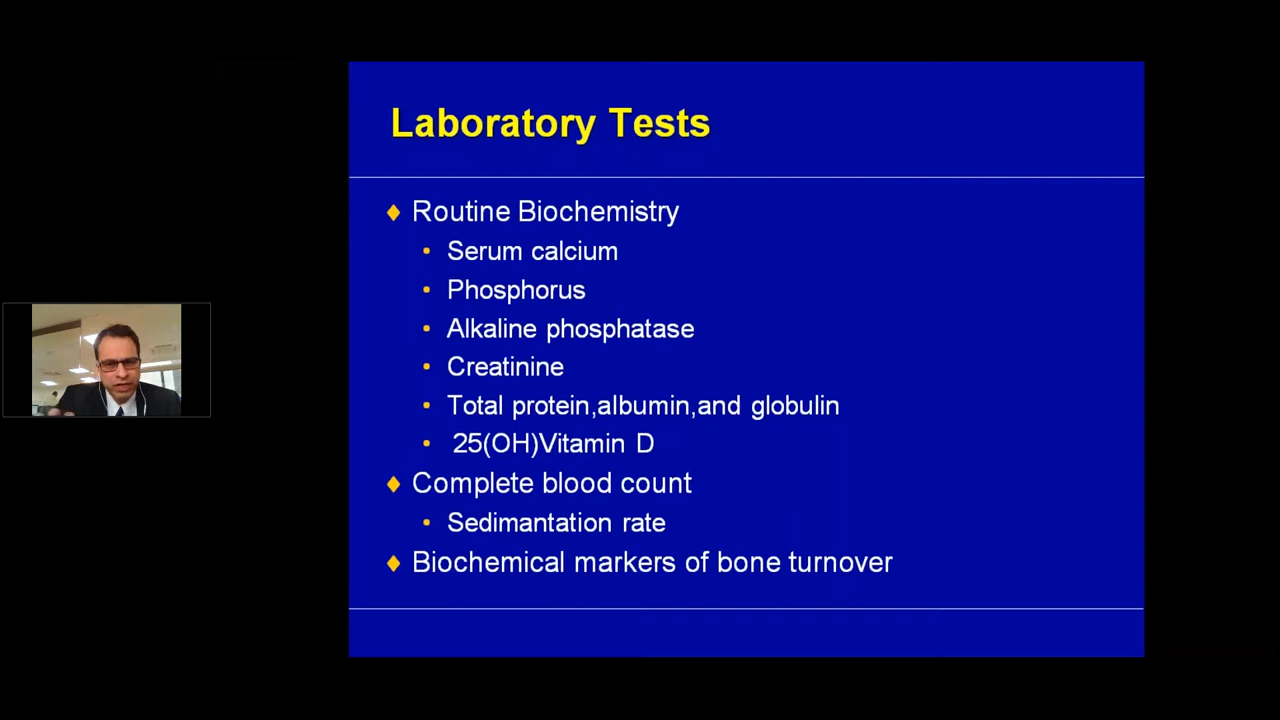 Laboratory Tests
Routine Biochemistry
Serum calcium
Phosphorus
Alkaline phosphatase
Creatinine
Total protein,albumin,and globulin
25(OH)Vitamin D
Complete blood count
Sedimantation rate
Biochemical markers of bone turnover